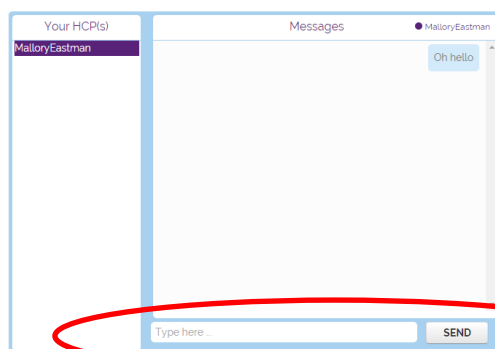 Your HCP(s)
MalloryEastman
Messages
MalloryEastman
Oh hello
Type here ...
SEND